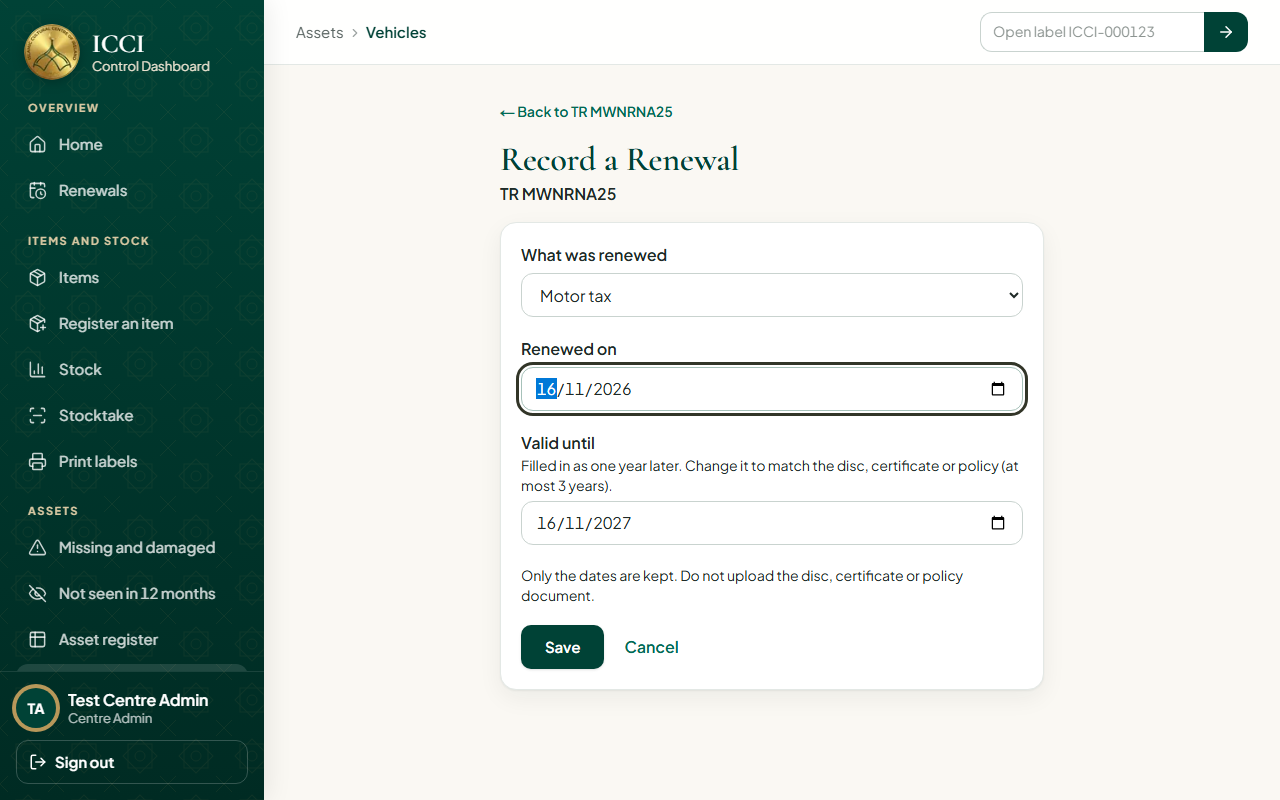 ICCI
Control Dashboard
OVERVIEW
Home
Renewals
ITEMS AND STOCK
Items
Register an item
Stock
Stocktake
Print labels
ASSETS
Missing and damaged
Not seen in 12 months
Asset register
TA
Test Centre Admin
Centre Admin
Sign out
Assets > Vehicles
Open label ICCI-000123
← Back to TR MWNRNA25
Record a Renewal
TR MWNRNA25
What was renewed
Motor tax
Renewed on
16/11/2026
Valid until
Filled in as one year later. Change it to match the disc, certificate or policy (at
most 3 years).
16/11/2027
Only the dates are kept. Do not upload the disc, certificate or policy
document.
Save
Cancel